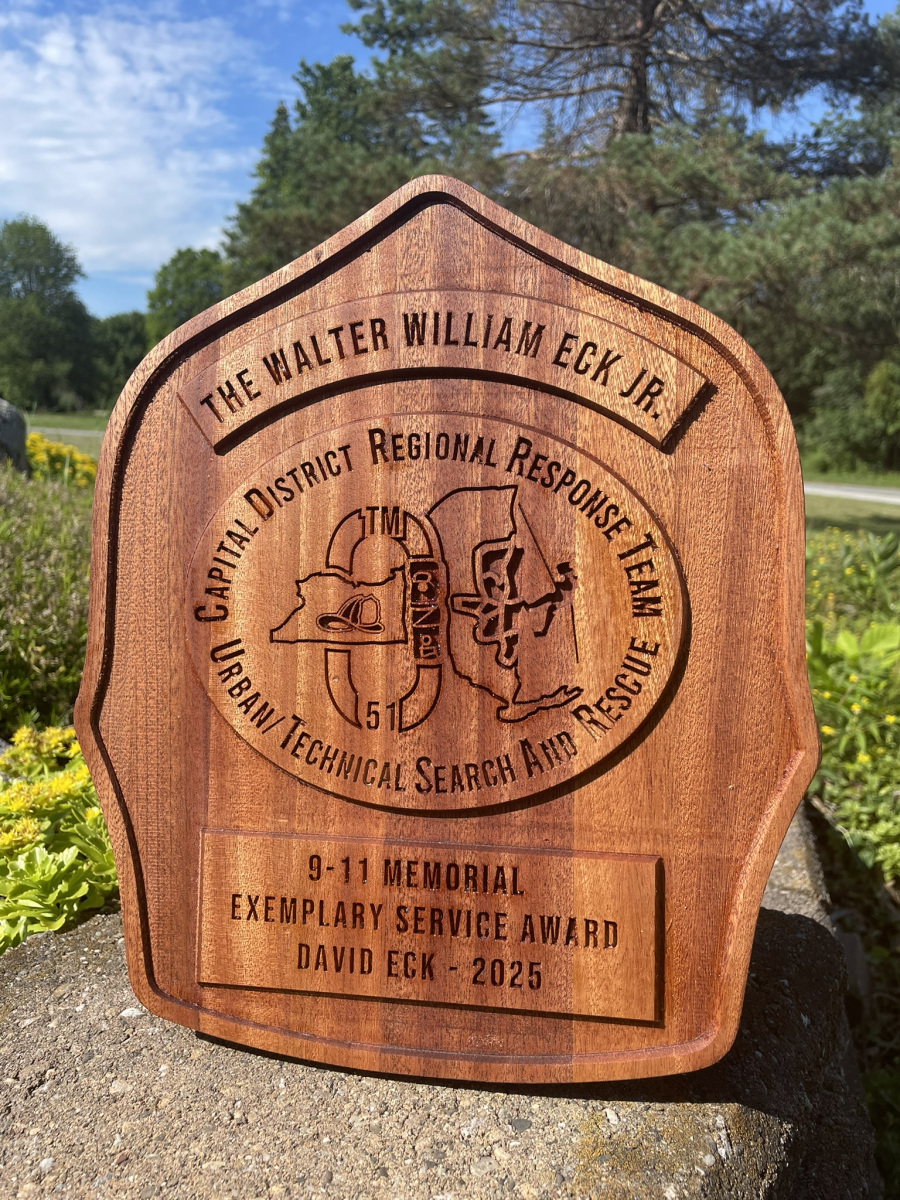 THE WALTER WILLIAM ECK JR.
CAPITAL DISTRICT REGIONAL RESPONSE TEAM
TM
51
URBAN/TECHNICAL SEARCH AND RESCUE
9-11 MEMORIAL
EXEMPLARY SERVICE AWARD
DAVID ECK - 2025